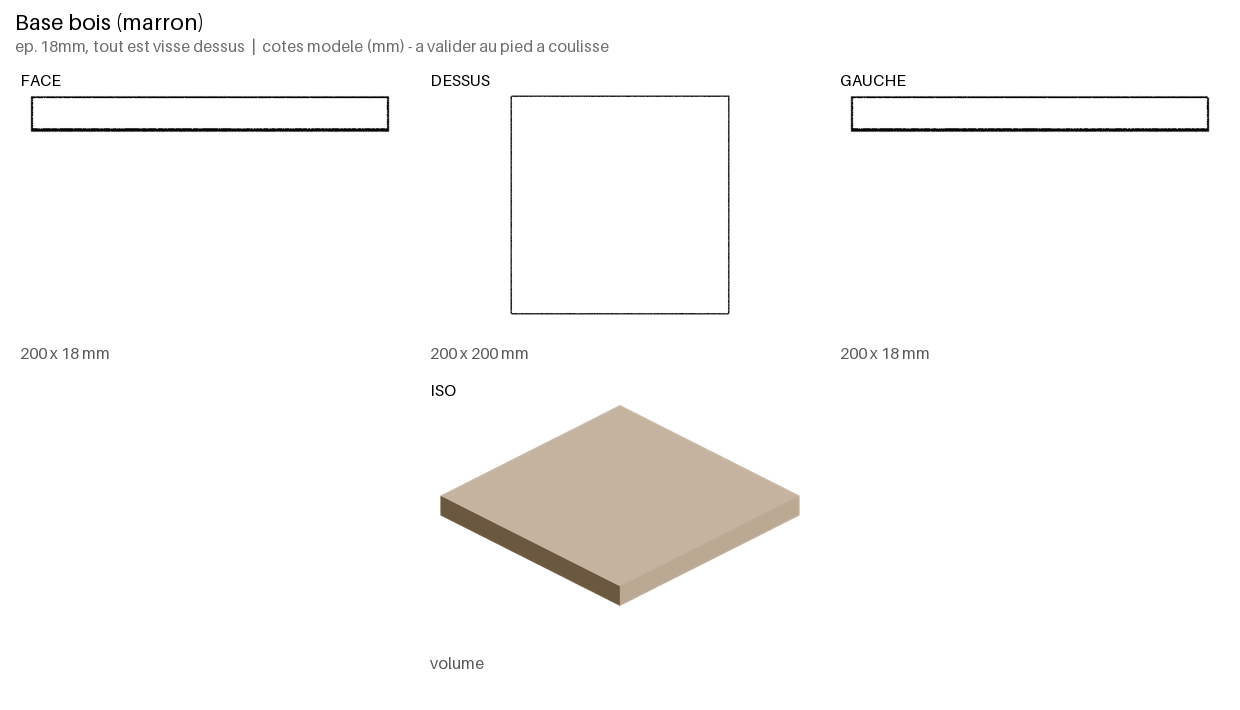 Base bois (marron)
ep. 18mm, tout est visse dessus | cotes modele (mm) - a valider au pied a coulisse
FACE
DESSUS
GAUCHE
200 x 18 mm
200 x 200 mm
200 x 18 mm
ISO
volume